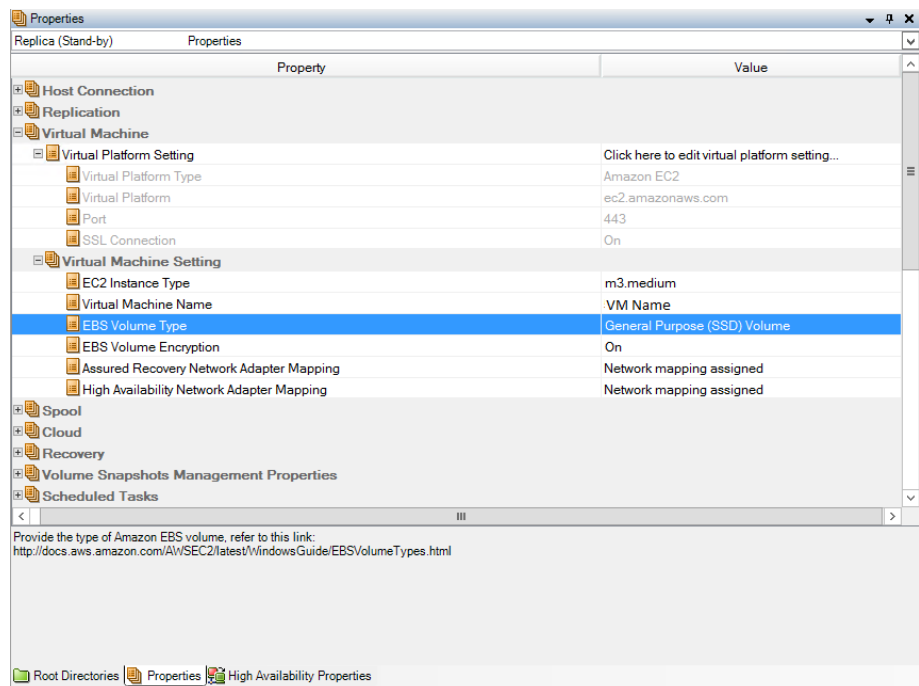 Properties
Replica (Stand-by) Properties
Property Value
Host Connection
Replication
Virtual Machine
Virtual Platform Setting Click here to edit virtual platform setting...
Virtual Platform Type Amazon EC2
Virtual Platform ec2.amazonaws.com
Port 443
SSL Connection On
Virtual Machine Setting
EC2 Instance Type m3.medium
Virtual Machine Name VM Name
EBS Volume Type General Purpose (SSD) Volume
EBS Volume Encryption On
Assured Recovery Network Adapter Mapping Network mapping assigned
High Availability Network Adapter Mapping Network mapping assigned
Spool
Cloud
Recovery
Volume Snapshots Management Properties
Scheduled Tasks
Provide the type of Amazon EBS volume, refer to this link:
http://docs.aws.amazon.com/AWSEC2/latest/WindowsGuide/EBSVolumeTypes.html
Root Directories Properties High Availability Properties